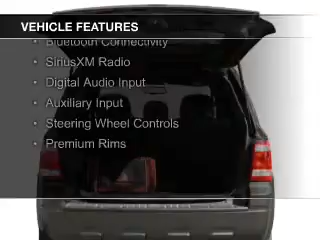 VEHICLE FEATURES
• Bluetooth Connectivity
• SiriusXM Radio
• Digital Audio Input
• Auxiliary Input
• Steering Wheel Controls
• Premium Rims